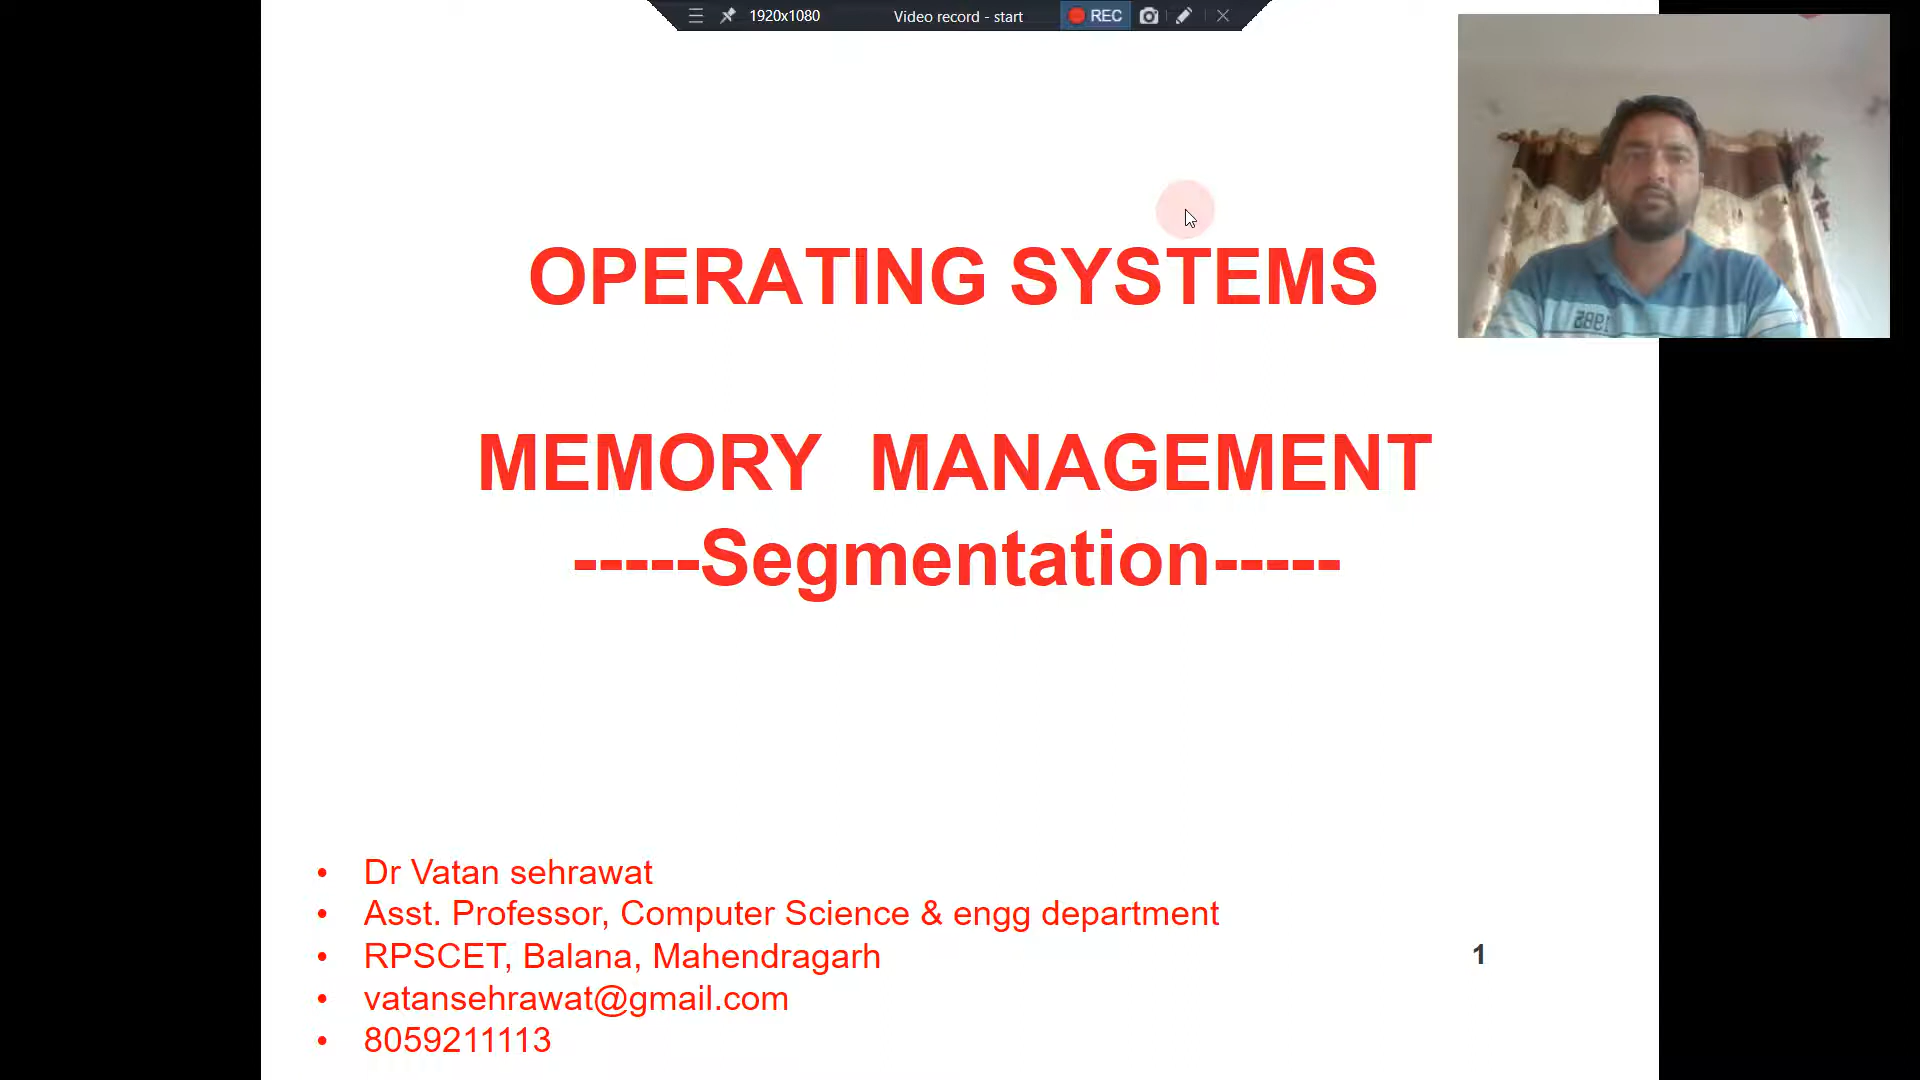 1920x1080 Video record - start REC
OPERATING SYSTEMS
MEMORY MANAGEMENT
-----Segmentation-----
• Dr Vatan sehrawat
• Asst. Professor, Computer Science & engg department
• RPSCET, Balana, Mahendragarh
• vatansehrawat@gmail.com
• 8059211113
1
1985